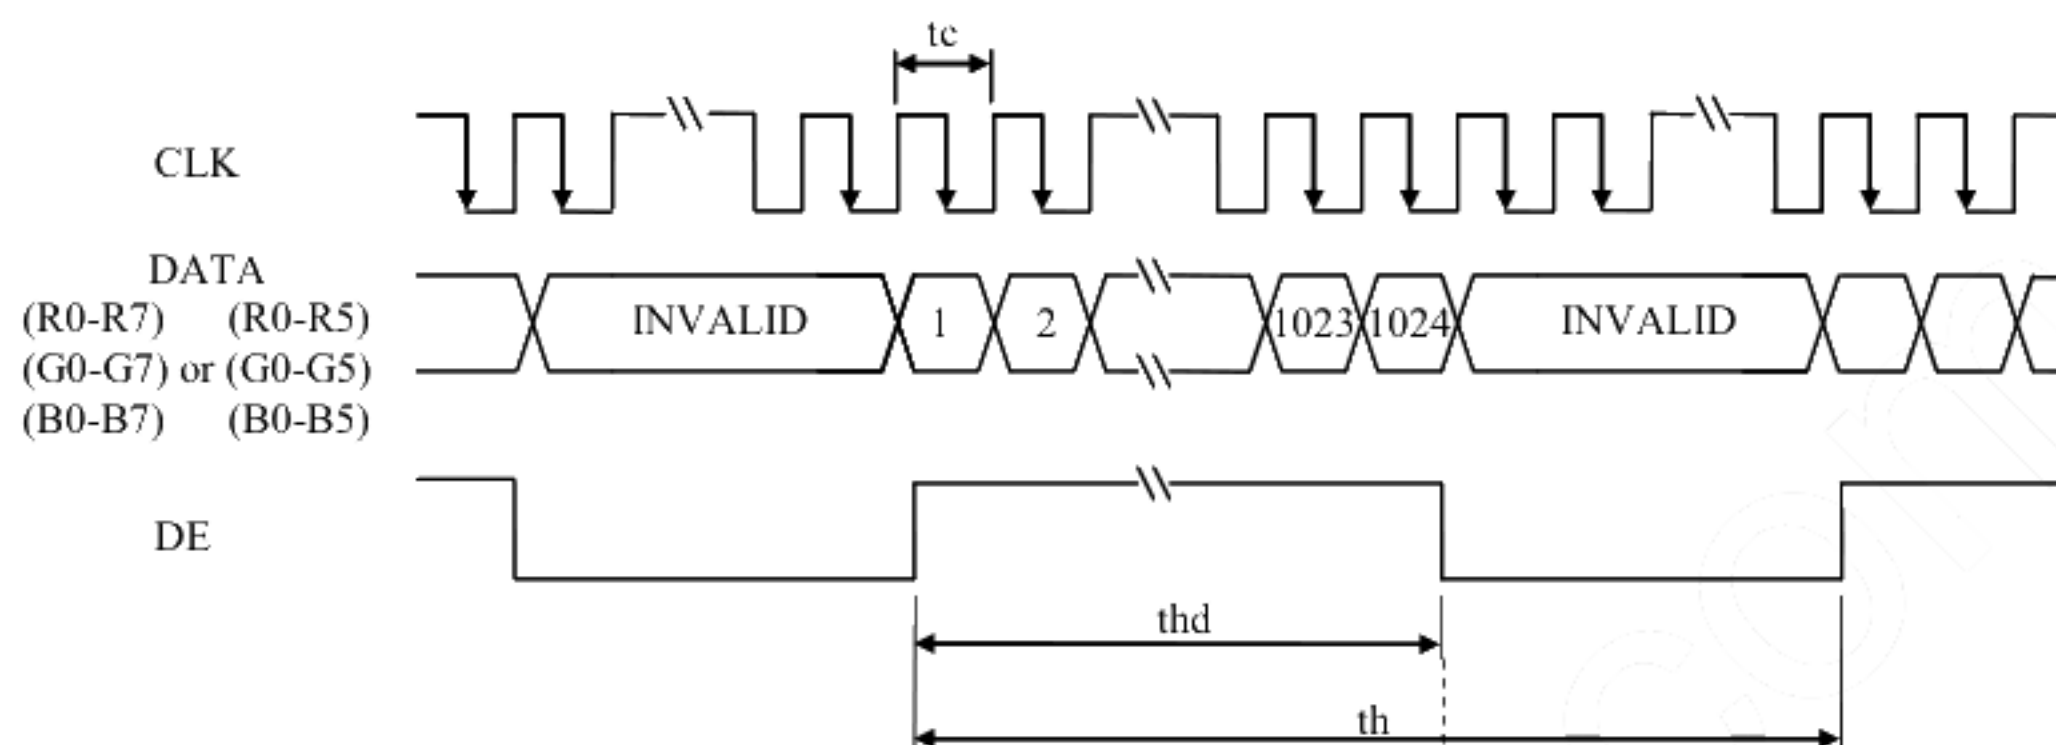 tc
CLK
DATA
(R0-R7) (R0-R5)
INVALID 1 2 1023 1024 INVALID
(G0-G7) or (G0-G5)
(B0-B7) (B0-B5)
DE
thd
th